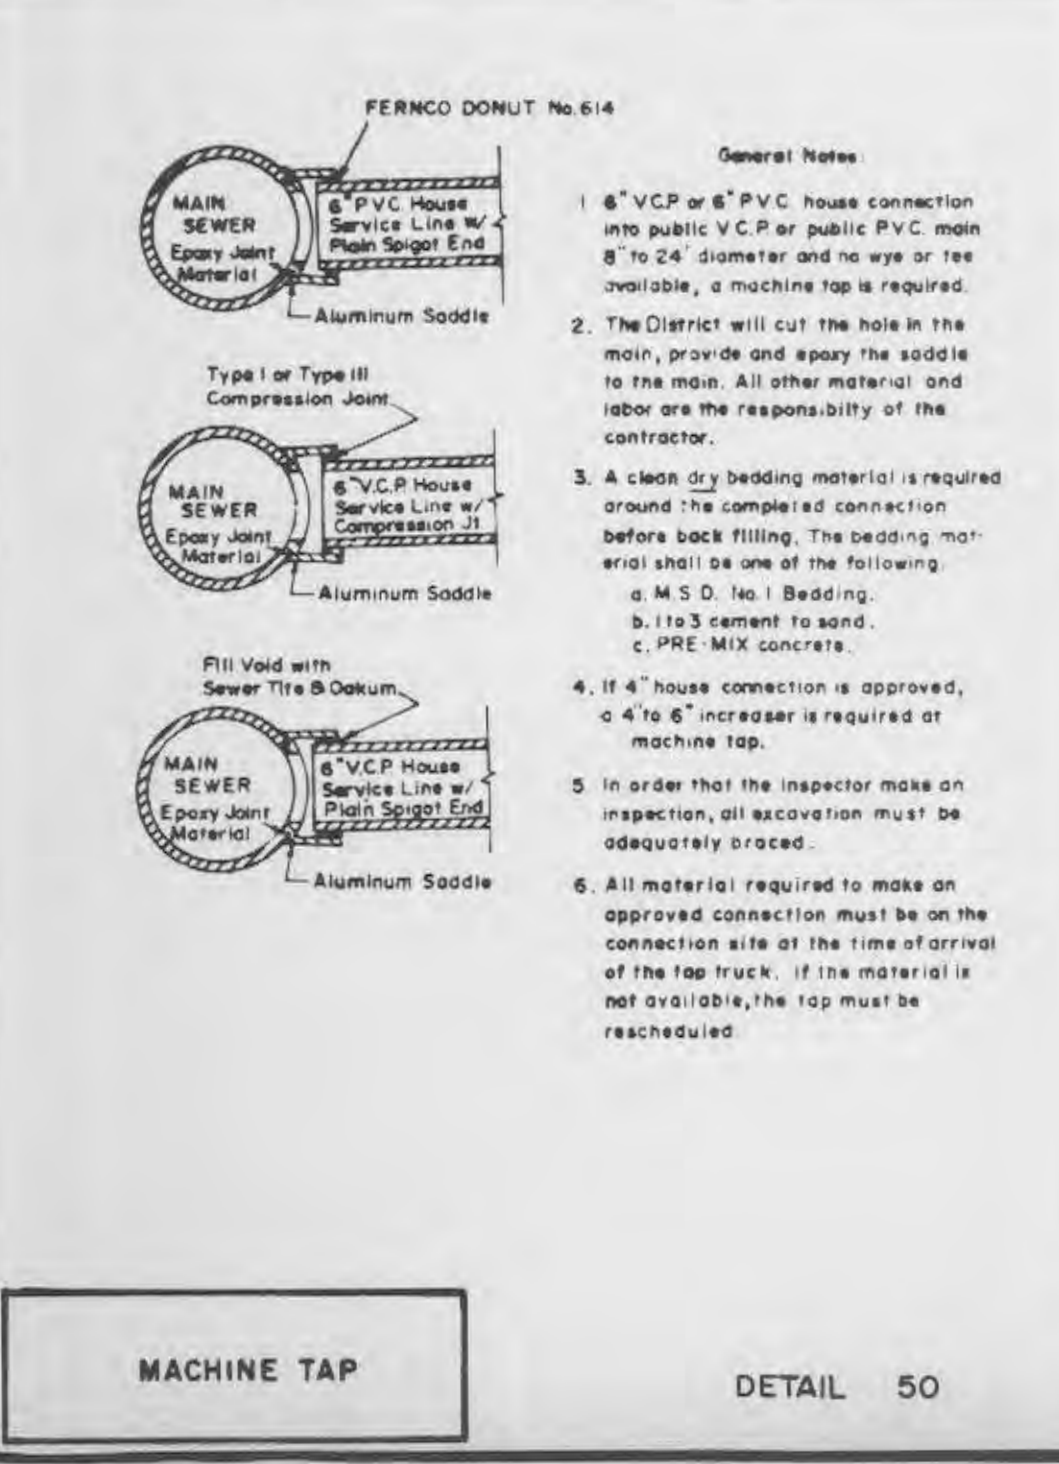 FERNCO DONUT No. 614
MAIN
SEWER
Epoxy Joint
Material
6" P.V.C. House
Service Line W/
Plain Spigot End
Aluminum Saddle
Type I or Type III
Compression Joint
MAIN
SEWER
Epoxy Joint
Material
6" V.C.P. House
Service Line w/
Compression Jt
Aluminum Saddle
Fill Void with
Sewer Tite & Oakum
MAIN
SEWER
Epoxy Joint
Material
6" V.C.P. House
Service Line w/
Plain Spigot End
Aluminum Saddle
General Notes:
1 6" V.C.P. or 6" P.V.C. house connection
into public V.C.P. or public P.V.C. main
8" to 24" diameter and no wye or tee
available, a machine tap is required.
2. The District will cut the hole in the
main, provide and epoxy the saddle
to the main. All other material and
labor are the responsibilty of the
contractor.
3. A clean dry bedding material is required
around the completed connection
before back filling. The bedding mat-
erial shall be one of the following:
a. M.S.D. No. 1 Bedding.
b. 1 to 3 cement to sand.
c. PRE-MIX concrete.
4. If 4" house connection is approved,
a 4" to 6" increaser is required at
machine tap.
5 In order that the inspector make an
inspection, all excavation must be
adequately braced.
6. All material required to make an
approved connection must be on the
connection site at the time of arrival
of the tap truck. If the material is
not available, the tap must be
rescheduled.
MACHINE TAP
DETAIL 50